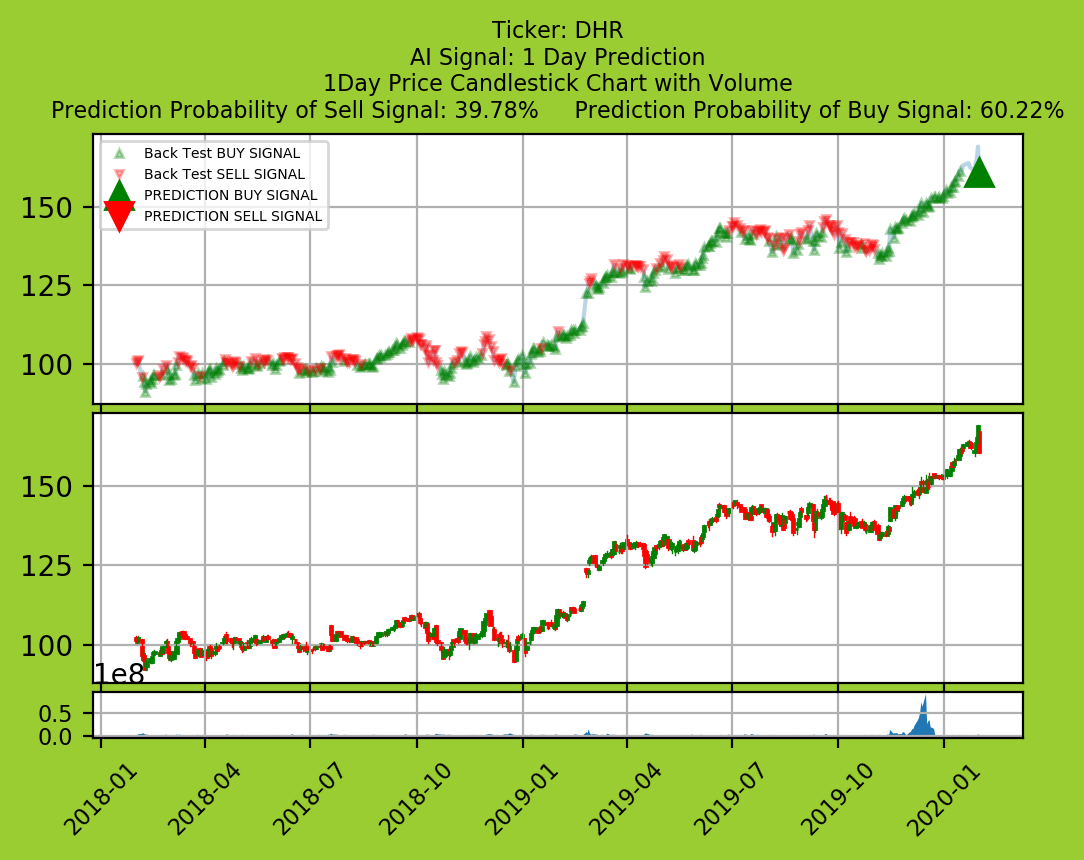 Ticker: DHR
AI Signal: 1 Day Prediction
1Day Price Candlestick Chart with Volume
Prediction Probability of Sell Signal: 39.78%     Prediction Probability of Buy Signal: 60.22%
Back Test BUY SIGNAL
Back Test SELL SIGNAL
PREDICTION BUY SIGNAL
PREDICTION SELL SIGNAL
150
125
100
150
125
100
1e8
0.5
0.0
2018-01
2018-04
2018-07
2018-10
2019-01
2019-04
2019-07
2019-10
2020-01